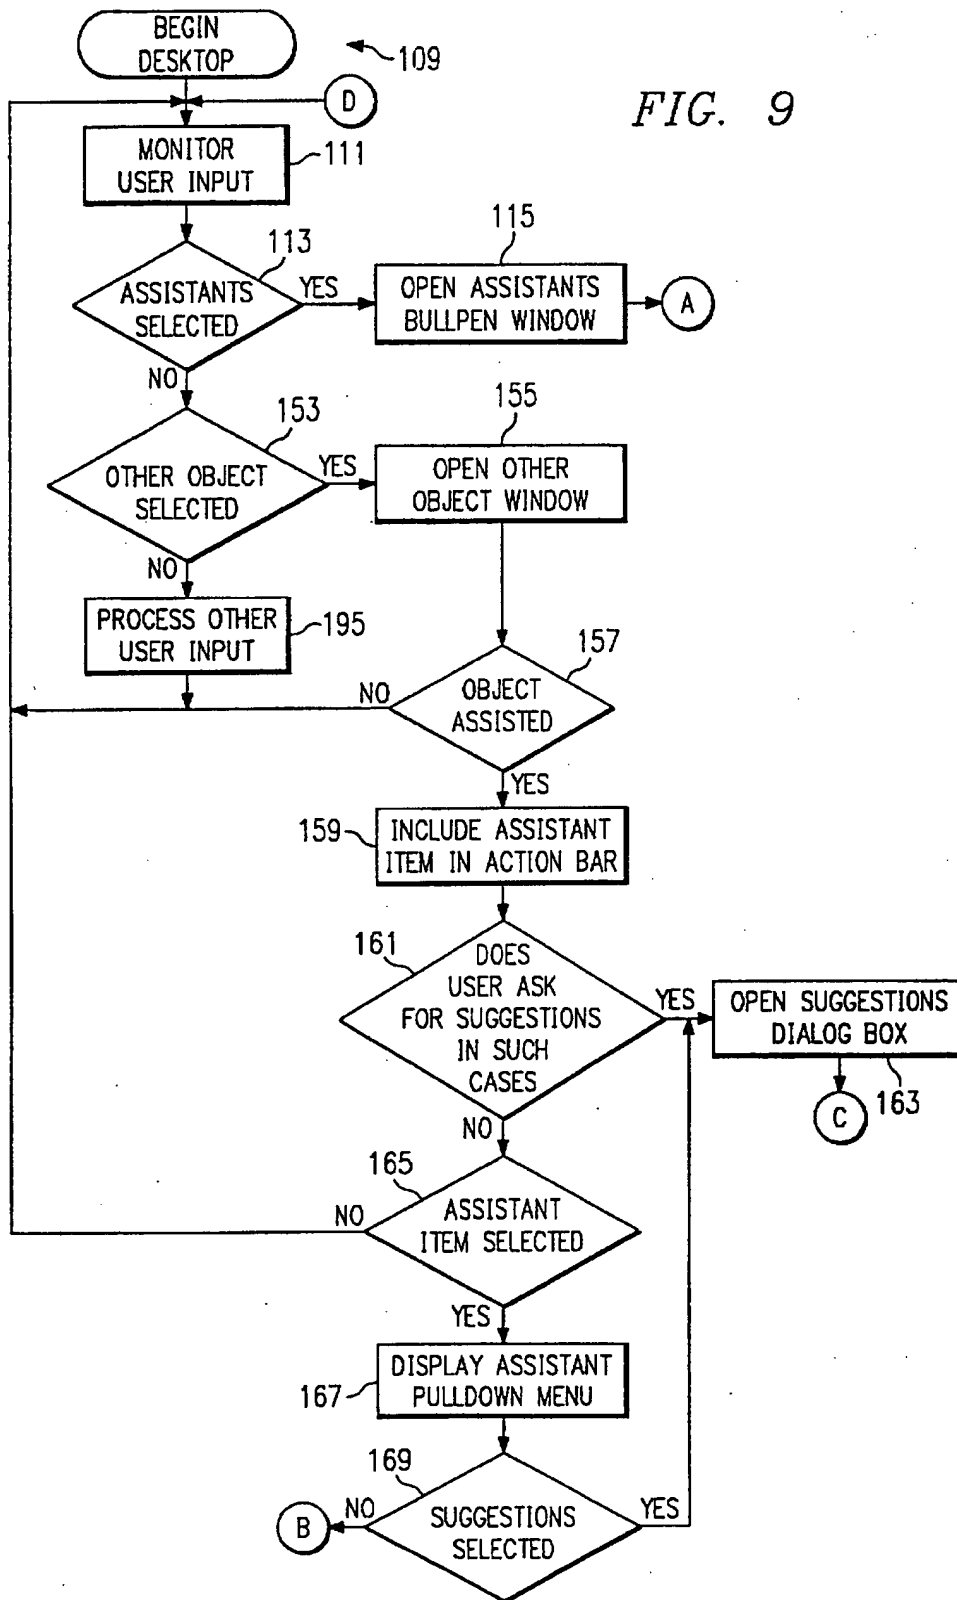 BEGIN
DESKTOP
109
D
FIG. 9
MONITOR
USER INPUT
111
113
ASSISTANTS
SELECTED
YES
115
OPEN ASSISTANTS
BULLPEN WINDOW
A
NO
153
OTHER OBJECT
SELECTED
YES
155
OPEN OTHER
OBJECT WINDOW
NO
PROCESS OTHER
USER INPUT
195
157
NO
OBJECT
ASSISTED
YES
159
INCLUDE ASSISTANT
ITEM IN ACTION BAR
161
DOES
USER ASK
FOR SUGGESTIONS
IN SUCH
CASES
YES
OPEN SUGGESTIONS
DIALOG BOX
163
C
NO
165
NO
ASSISTANT
ITEM SELECTED
YES
167
DISPLAY ASSISTANT
PULLDOWN MENU
169
B
NO
SUGGESTIONS
SELECTED
YES